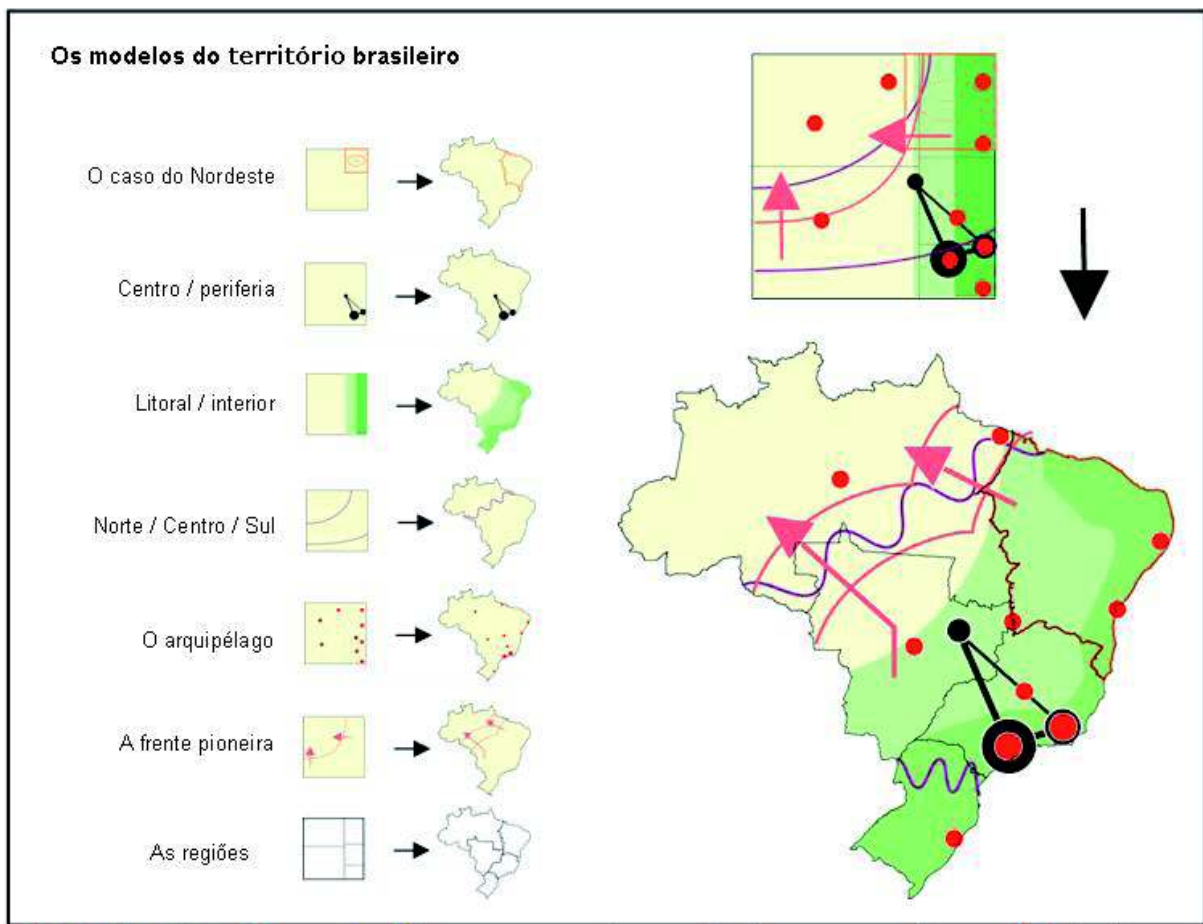 Os modelos do território brasileiro
O caso do Nordeste
Centro / periferia
Litoral / interior
Norte / Centro / Sul
O arquipélago
A frente pioneira
As regiões